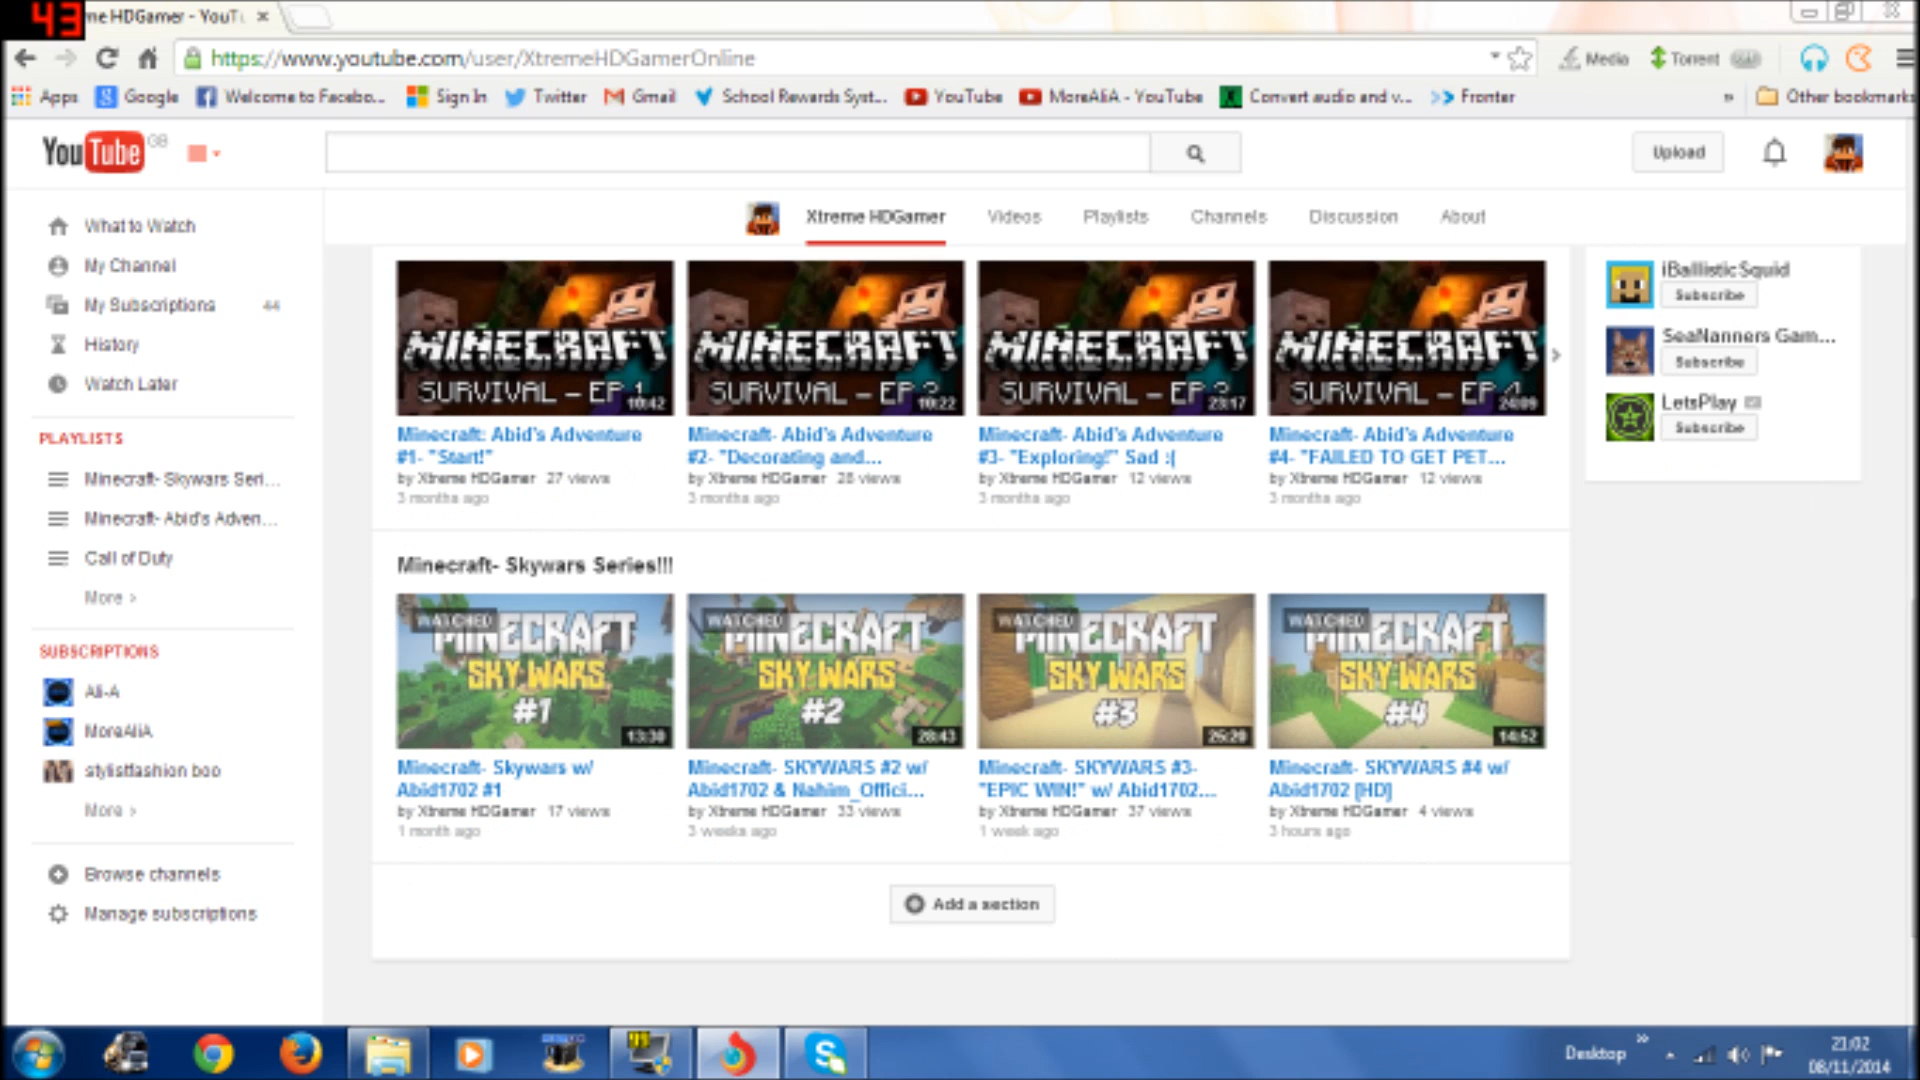 43
me HDGamer - YouTu
https://www.youtube.com/user/XtremeHDGamerOnline
Media
Torrent
Apps
Google
Welcome to Facebo...
Sign In
Twitter
Gmail
School Rewards Syst...
YouTube
MoreAliA - YouTube
Convert audio and v...
Fronter
Other bookmarks
YouTube GB
Upload
What to Watch
My Channel
My Subscriptions 44
History
Watch Later
PLAYLISTS
Minecraft- Skywars Seri...
Minecraft- Abid's Adven...
Call of Duty
More >
SUBSCRIPTIONS
Ali-A
MoreAliA
stylistfashion boo
More >
Browse channels
Manage subscriptions
Xtreme HDGamer
Videos
Playlists
Channels
Discussion
About
MINECRAFT
SURVIVAL - EP 1
10:42
Minecraft: Abid's Adventure
#1- "Start!"
by Xtreme HDGamer 27 views
3 months ago
MINECRAFT
SURVIVAL - EP 2
10:22
Minecraft- Abid's Adventure
#2- "Decorating and...
by Xtreme HDGamer 28 views
3 months ago
MINECRAFT
SURVIVAL - EP 3
23:17
Minecraft- Abid's Adventure
#3- "Exploring!" Sad :(
by Xtreme HDGamer 12 views
3 months ago
MINECRAFT
SURVIVAL - EP 4
24:09
Minecraft- Abid's Adventure
#4- "FAILED TO GET PET...
by Xtreme HDGamer 12 views
3 months ago
Minecraft- Skywars Series!!!
WATCHED
MINECRAFT
SKY WARS
#1
13:30
Minecraft- Skywars w/
Abid1702 #1
by Xtreme HDGamer 17 views
1 month ago
WATCHED
MINECRAFT
SKY WARS
#2
28:43
Minecraft- SKYWARS #2 w/
Abid1702 & Nahim_Offici...
by Xtreme HDGamer 33 views
3 weeks ago
WATCHED
MINECRAFT
SKY WARS
#3
25:20
Minecraft- SKYWARS #3-
"EPIC WIN!" w/ Abid1702...
by Xtreme HDGamer 37 views
1 week ago
WATCHED
MINECRAFT
SKY WARS
#4
14:52
Minecraft- SKYWARS #4 w/
Abid1702 [HD]
by Xtreme HDGamer 4 views
3 hours ago
Add a section
iBallisticSquid
Subscribe
SeaNanners Gam...
Subscribe
LetsPlay
Subscribe
Desktop
21:02
08/11/2014